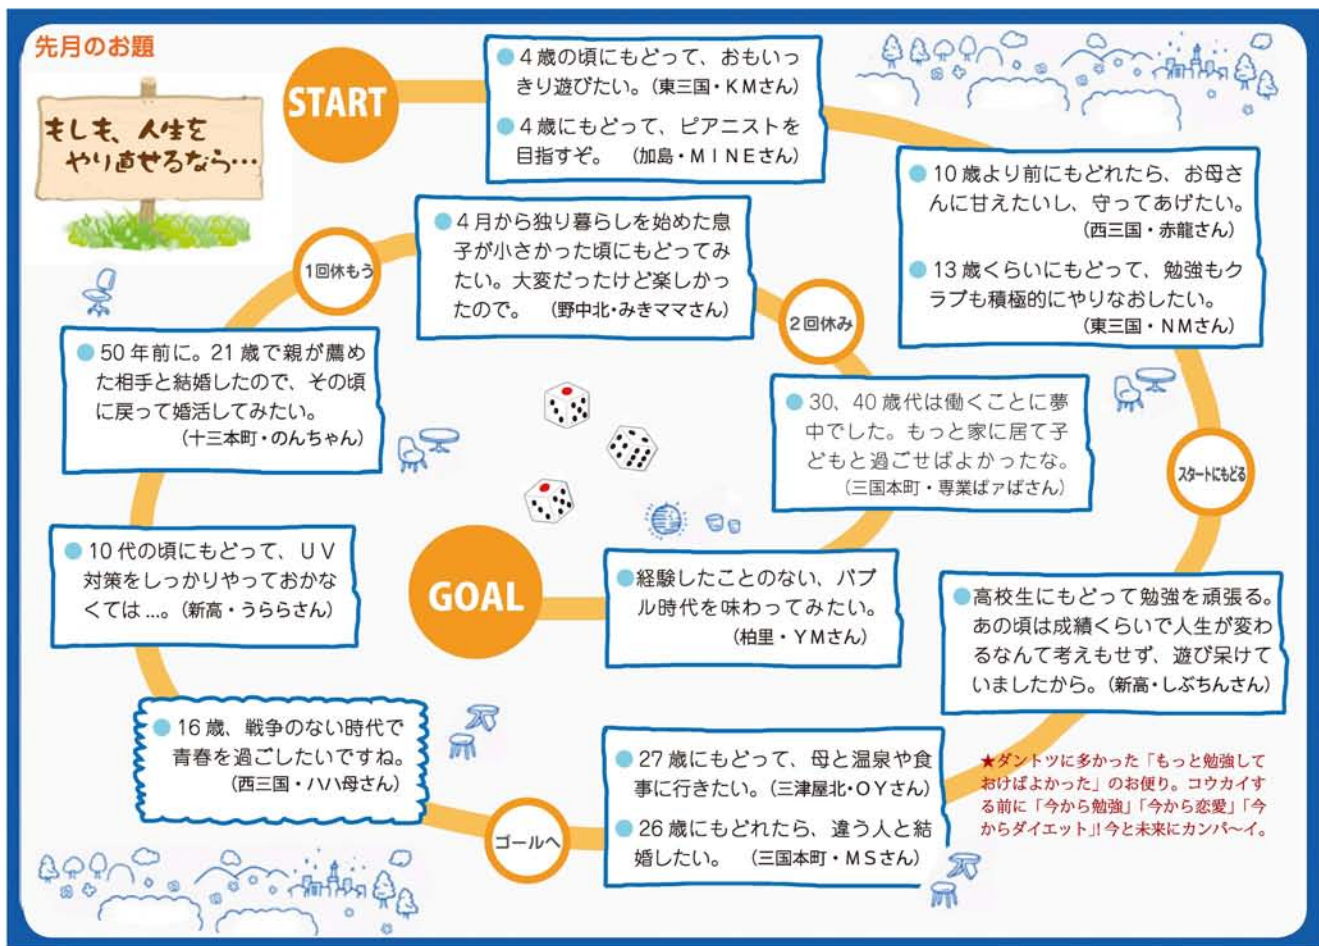 先月のお題
もしも、人生を
やり直せるなら…
START
●4歳の頃にもどって、おもいっ
きり遊びたい。(東三国・KMさん)
●4歳にもどって、ピアニストを
目指すぞ。 (加島・MINEさん)
●10歳より前にもどれたら、お母さ
んに甘えたいし、守ってあげたい。
(西三国・赤龍さん)
●13歳くらいにもどって、勉強もク
ラブも積極的にやりなおしたい。
(東三国・NMさん)
スタートにもどる
●高校生にもどって勉強を頑張る。
あの頃は成績くらいで人生が変わ
るなんて考えもせず、遊び呆けて
いましたから。(新高・しぶちんさん)
●27歳にもどって、母と温泉や食
事に行きたい。(三津屋北・OYさん)
●26歳にもどれたら、違う人と結
婚したい。 (三国本町・MSさん)
ゴールへ
●16歳、戦争のない時代で
青春を過ごしたいですね。
(西三国・ハハ母さん)
●10代の頃にもどって、UV
対策をしっかりやっておかな
くては…。(新高・うららさん)
●50年前に。21歳で親が薦め
た相手と結婚したので、その頃
に戻って婚活してみたい。
(十三本町・のんちゃん)
1回休もう
●4月から独り暮らしを始めた息
子が小さかった頃にもどってみ
たい。大変だったけど楽しかっ
たので。 (野中北・みきママさん)
2回休み
●30、40歳代は働くことに夢
中でした。もっと家に居て子
どもと過ごせばよかったな。
(三国本町・専業ばァばさん)
●経験したことのない、バブ
ル時代を味わってみたい。
(柏里・YMさん)
GOAL
★ダントツに多かった「もっと勉強して
おけばよかった」のお便り。コウカイす
る前に「今から勉強」「今から恋愛」「今
からダイエット」!今と未来にカンパ〜イ。